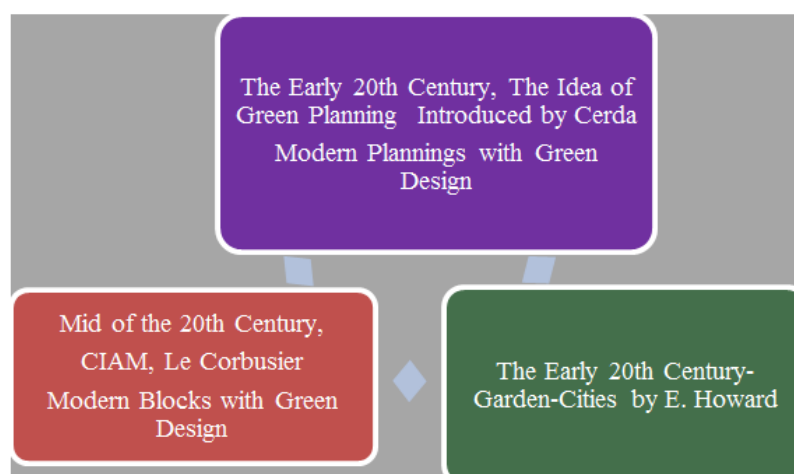 The Early 20th Century, The Idea of
Green Planning Introduced by Cerda
Modern Plannings with Green
Design
Mid of the 20th Century,
CIAM, Le Corbusier
Modern Blocks with Green
Design
The Early 20th Century-
Garden-Cities by E. Howard